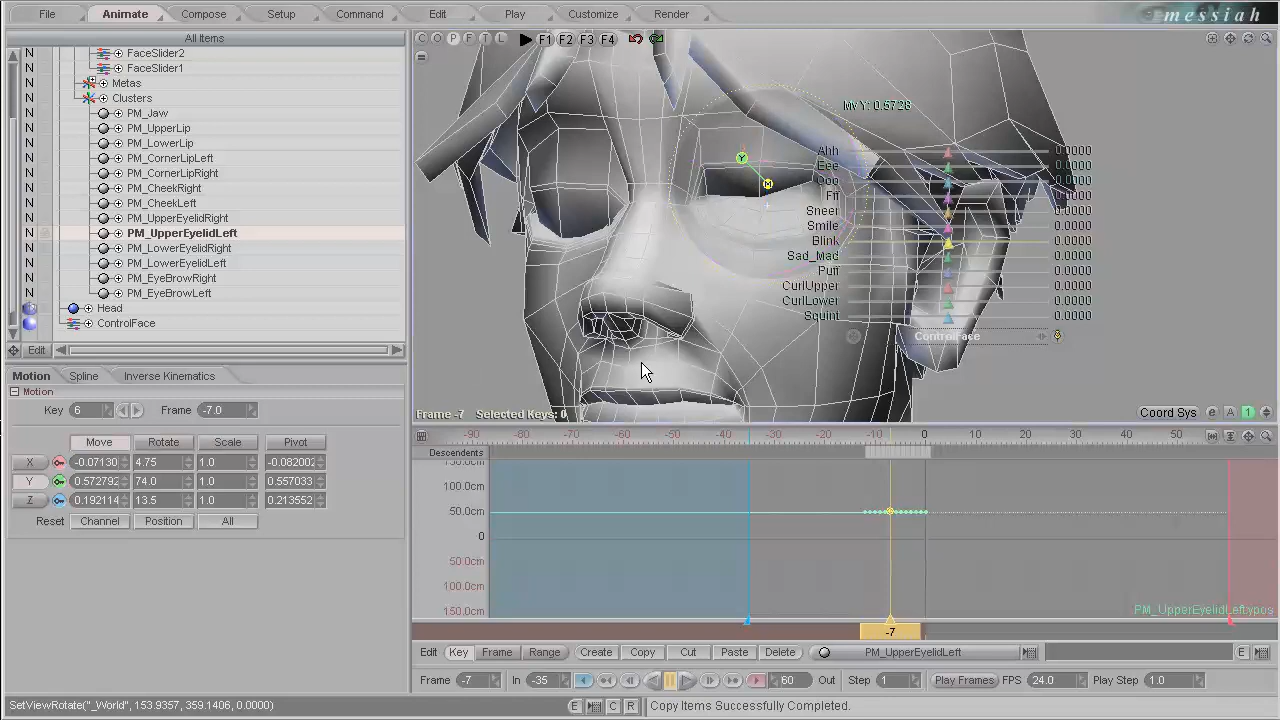 File Animate Compose Setup Command Edit Play Customize Render messiah
All Items
C O P F T L F1 F2 F3 F4
N FaceSlider2
N FaceSlider1
N Metas
N Clusters
N PM_Jaw
N PM_UpperLip
N PM_LowerLip
N PM_CornerLipLeft
N PM_CornerLipRight
N PM_CheekRight
N PM_CheekLeft
N PM_UpperEyelidRight
N PM_UpperEyelidLeft
N PM_LowerEyelidRight
N PM_LowerEyelidLeft
N PM_EyeBrowRight
N PM_EyeBrowLeft
Head
ControlFace
Edit
MvY: 0.5728
Y
M
Ahh 0.0000
Eee 0.0000
Ooo 0.0000
Fff 0.0000
Sneer 0.0000
Smile 0.0000
Blink 0.0000
Sad_Mad 0.0000
Puff 0.0000
CurlUpper 0.0000
CurlLower 0.0000
Squint 0.0000
ControlFace
Frame -7 Selected Keys: 0 Coord Sys e A 1
Motion Spline Inverse Kinematics
Motion
Key 6 Frame -7.0
Move Rotate Scale Pivot
X -0.07130 4.75 1.0 -0.082002
Y 0.572792 74.0 1.0 0.557033
Z 0.192114 13.5 1.0 0.213552
Reset Channel Position All
-90 -80 -70 -60 -50 -40 -30 -20 -10 0 10 20 30 40 50
Descendents
150.0cm
100.0cm
50.0cm
0
50.0cm
100.0cm
150.0cm
PM_UpperEyelidLeftypos
-7
Edit Key Frame Range Create Copy Cut Paste Delete PM_UpperEyelidLeft E
Frame -7 In -35 60 Out Step 1 Play Frames FPS 24.0 Play Step 1.0
SetViewRotate("_World", 153.9357, 359.1406, 0.0000) E C R Copy Items Successfully Completed.